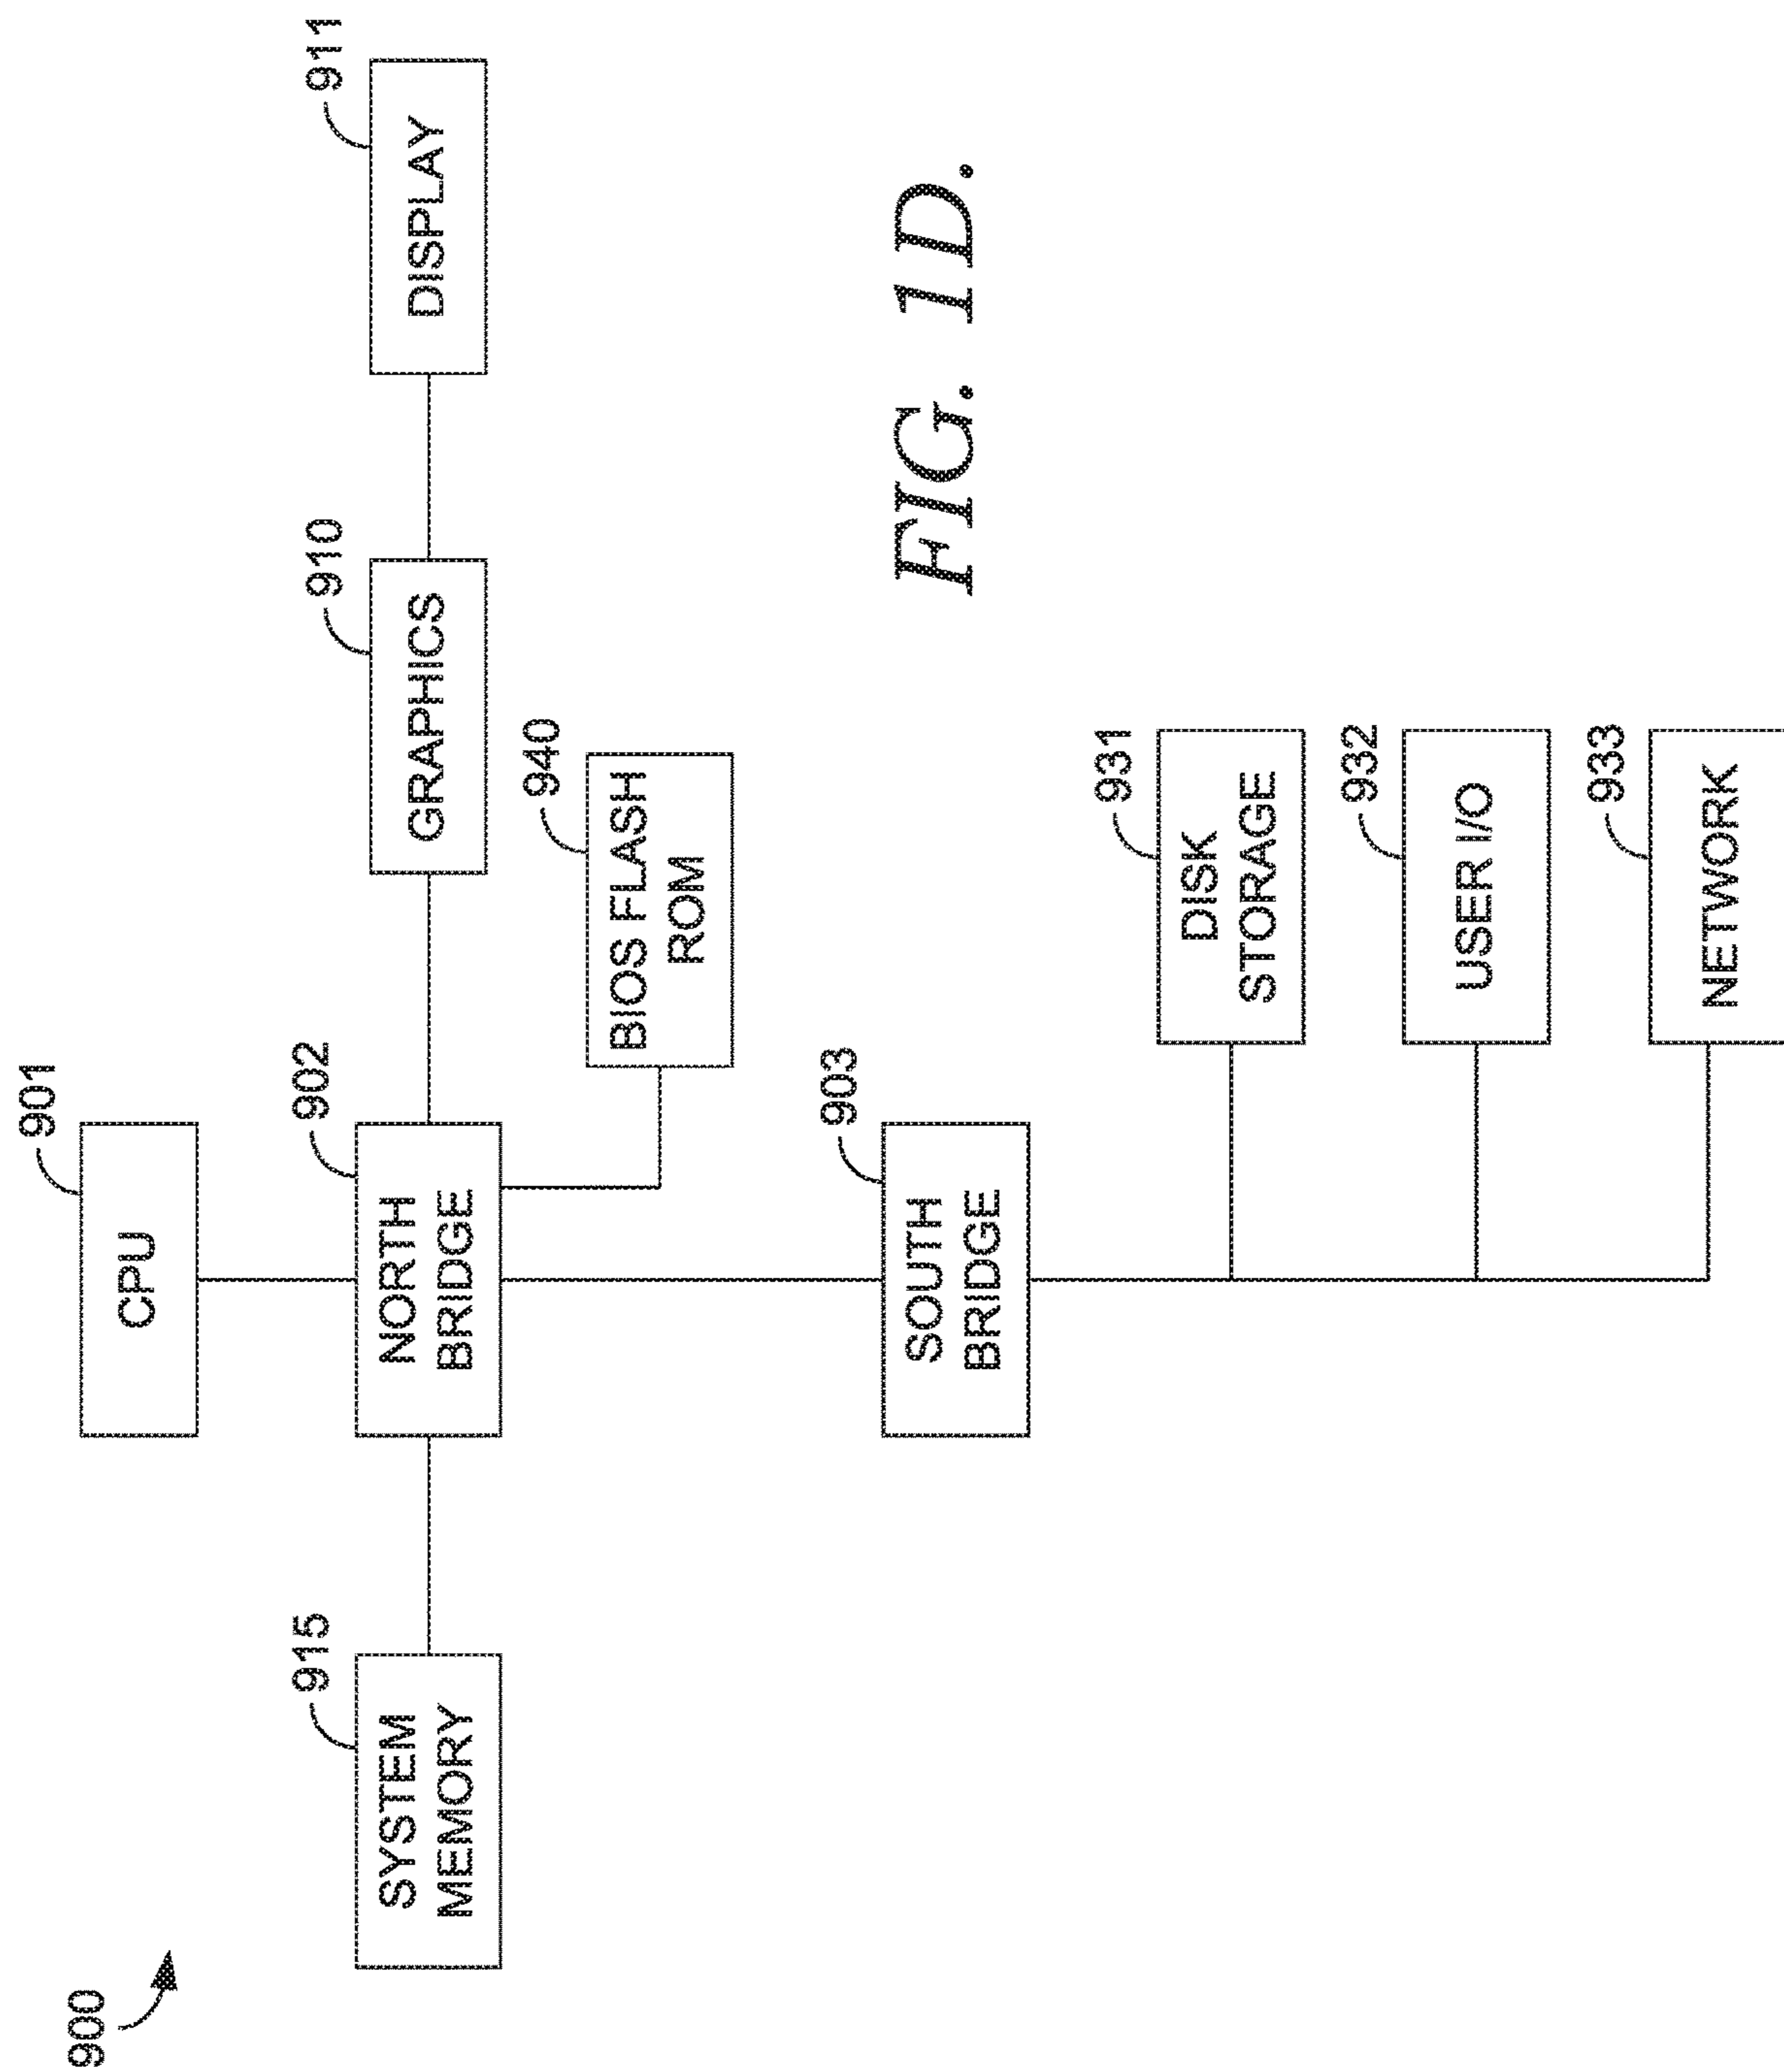 900
901
CPU
915
SYSTEM
MEMORY
902
NORTH
BRIDGE
910
GRAPHICS
911
DISPLAY
940
BIOS FLASH
ROM
903
SOUTH
BRIDGE
931
DISK
STORAGE
932
USER I/O
933
NETWORK
FIG. 1D.